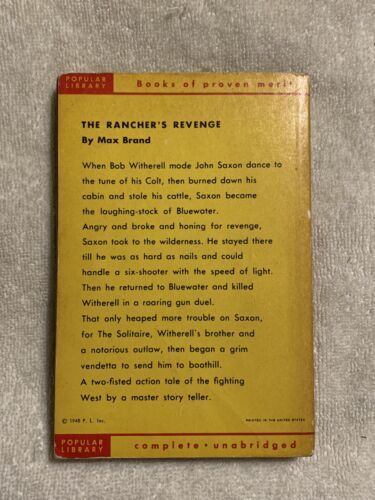 POPULAR
LIBRARY
Books of proven merit
THE RANCHER'S REVENGE
By Max Brand
When Bob Witherell made John Saxon dance to
the tune of his Colt, then burned down his
cabin and stole his cattle, Saxon became
the laughing-stock of Bluewater.
Angry and broke and honing for revenge,
Saxon took to the wilderness. He stayed there
till he was as hard as nails and could
handle a six-shooter with the speed of light.
Then he returned to Bluewater and killed
Witherell in a roaring gun duel.
That only heaped more trouble on Saxon,
for The Solitaire, Witherell's brother and
a notorious outlaw, then began a grim
vendetta to send him to boothill.
A two-fisted action tale of the fighting
West by a master story teller.
© 1948 P. L. Inc.
PRINTED IN THE UNITED STATES
POPULAR
LIBRARY
complete • unabridged